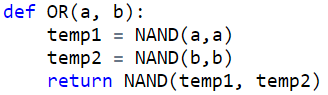 def OR(a, b):
    temp1 = NAND(a,a)
    temp2 = NAND(b,b)
    return NAND(temp1, temp2)